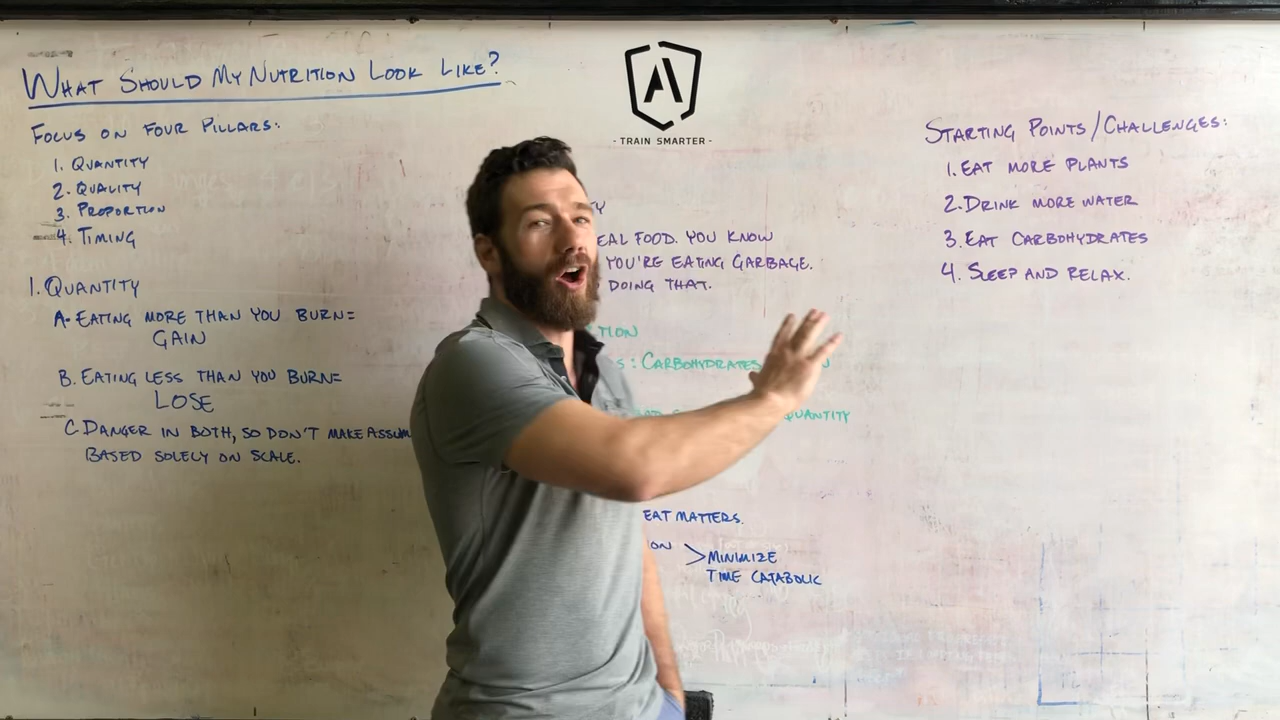 WHAT SHOULD MY NUTRITION LOOK LIKE?
FOCUS ON FOUR PILLARS:
1. QUANTITY
2. QUALITY
3. PROPORTION
4. TIMING
1. QUANTITY
A. EATING MORE THAN YOU BURN=
GAIN
B. EATING LESS THAN YOU BURN=
LOSE
C. DANGER IN BOTH, SO DON'T MAKE ASSUM
BASED SOLELY ON SCALE.
- TRAIN SMARTER -
TY
EAL FOOD. YOU KNOW
YOU'RE EATING GARBAGE.
DOING THAT.
TION
S: CARBOHYDRATES
QUANTITY
EAT MATTERS.
ON > MINIMIZE
TIME CATABOLIC
STARTING POINTS/CHALLENGES:
1. EAT MORE PLANTS
2. DRINK MORE WATER
3. EAT CARBOHYDRATES
4. SLEEP AND RELAX.